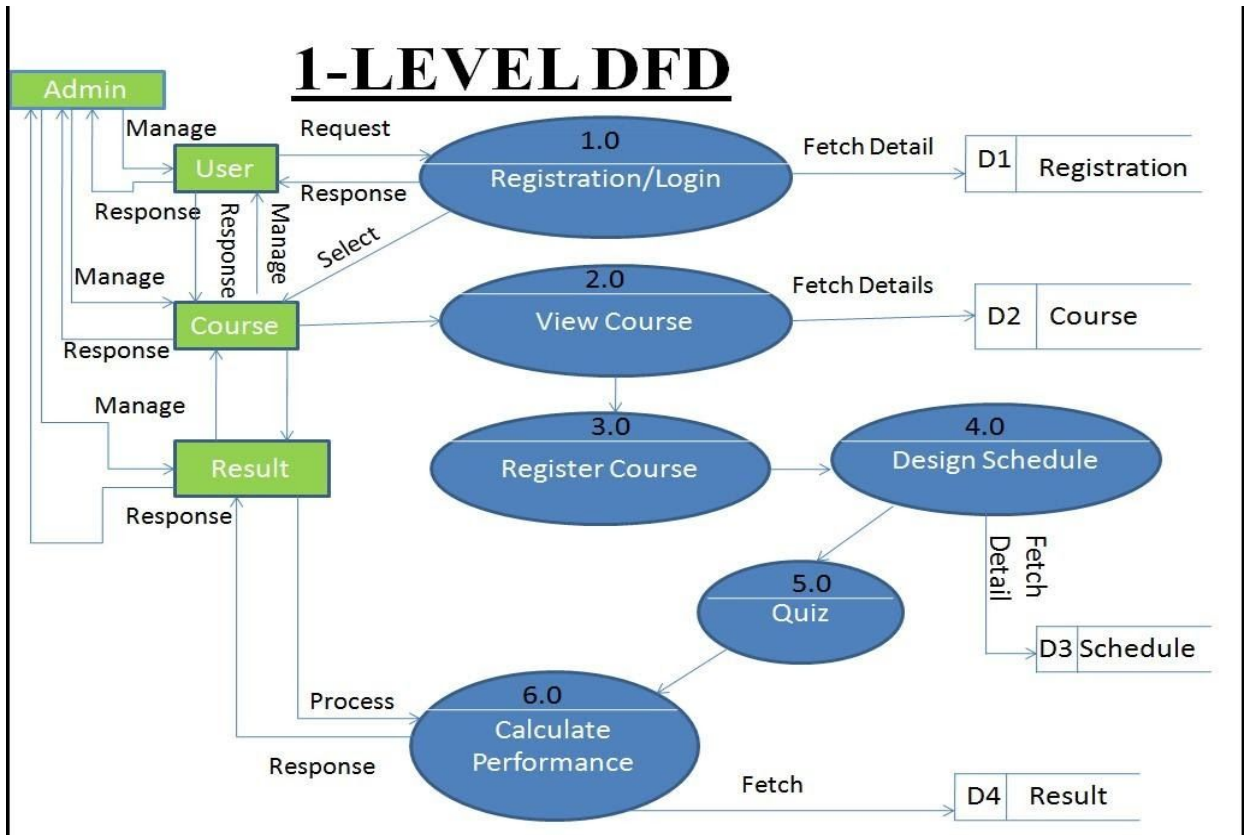 1-LEVEL DFD
Admin
Manage
Request
1.0
Fetch Detail
User
Registration/Login
D1
Registration
Response
Response
Response
Manage
Select
Manage
2.0
Fetch Details
Course
View Course
D2
Course
Response
Manage
3.0
4.0
Result
Register Course
Design Schedule
Response
Fetch
Detail
5.0
Quiz
D3
Schedule
Process
6.0
Calculate
Performance
Response
Fetch
D4
Result